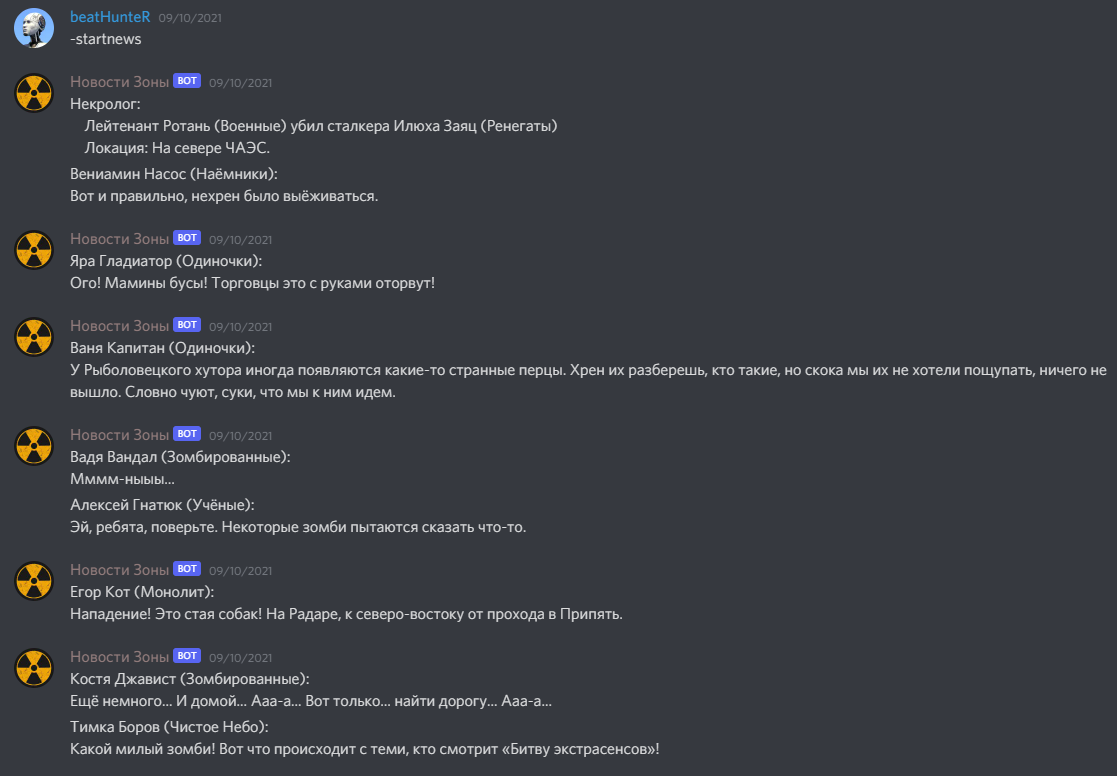 beatHunteR 09/10/2021
-startnews
Новости Зоны BOT 09/10/2021
Некролог:
Лейтенант Ротань (Военные) убил сталкера Илюха Заяц (Ренегаты)
Локация: На севере ЧАЭС.
Вениамин Насос (Наёмники):
Вот и правильно, нехрен было выёживаться.
Новости Зоны BOT 09/10/2021
Яра Гладиатор (Одиночки):
Ого! Мамины бусы! Торговцы это с руками оторвут!
Новости Зоны BOT 09/10/2021
Ваня Капитан (Одиночки):
У Рыболовецкого хутора иногда появляются какие-то странные перцы. Хрен их разберешь, кто такие, но скока мы их не хотели пощупать, ничего не
вышло. Словно чуют, суки, что мы к ним идем.
Новости Зоны BOT 09/10/2021
Вадя Вандал (Зомбированные):
Мммм-ныыы...
Алексей Гнатюк (Учёные):
Эй, ребята, поверьте. Некоторые зомби пытаются сказать что-то.
Новости Зоны BOT 09/10/2021
Егор Кот (Монолит):
Нападение! Это стая собак! На Радаре, к северо-востоку от прохода в Припять.
Новости Зоны BOT 09/10/2021
Костя Джавист (Зомбированные):
Ещё немного... И домой... Ааа-а... Вот только... найти дорогу... Ааа-а...
Тимка Боров (Чистое Небо):
Какой милый зомби! Вот что происходит с теми, кто смотрит «Битву экстрасенсов»!